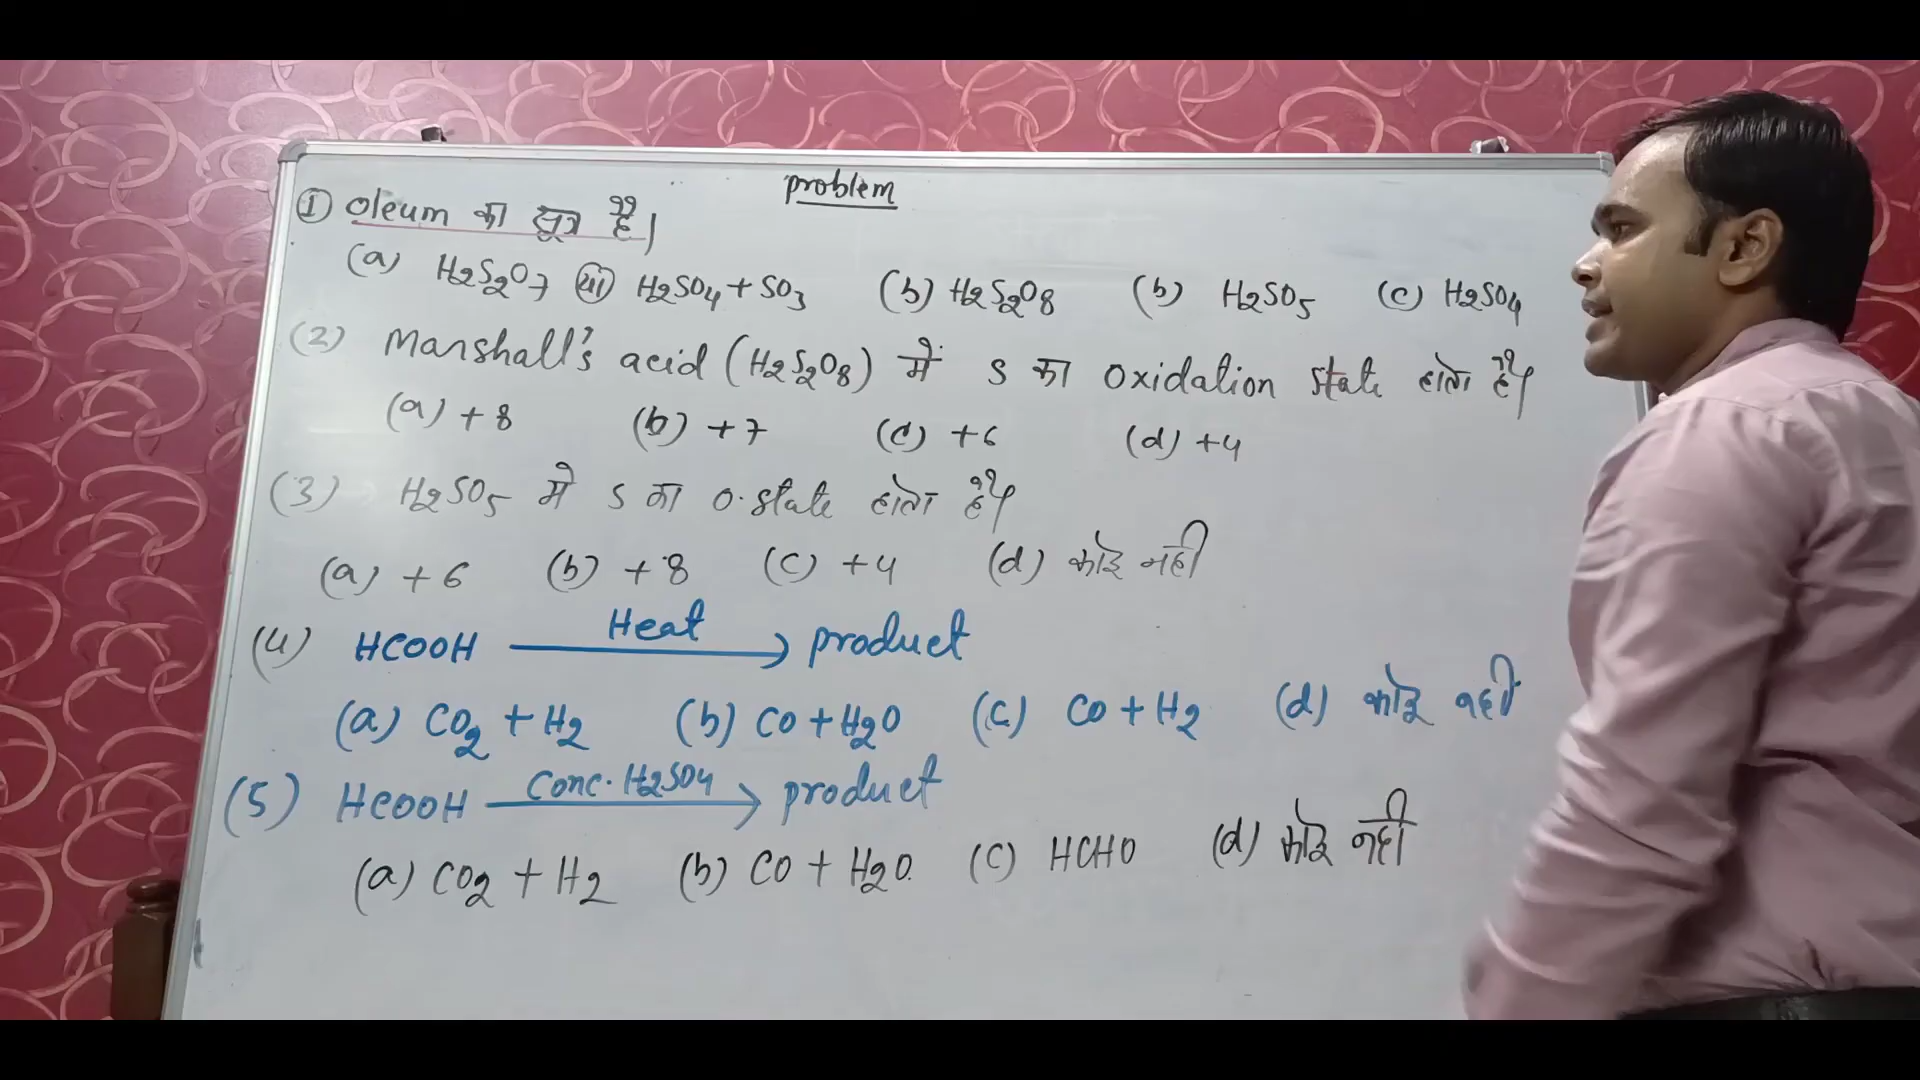 problem
① oleum का सूत्र है।
(a) H2S2O7 या H2SO4 + SO3 (b) H2S2O8 (b) H2SO5 (c) H2SO4
(2) Marshall's acid (H2S2O8) में S का oxidation state होता है।
(a) +8 (b) +7 (c) +6 (d) +4
(3) H2SO5 में S का o.state होता है।
(a) +6 (b) +8 (c) +4 (d) कोई नहीं
(4) HCOOH Heat → product
(a) CO2 + H2 (b) CO + H2O (c) CO + H2 (d) कोई नहीं
(5) HCOOH Conc. H2SO4 → product
(a) CO2 + H2 (b) CO + H2O. (c) HCHO (d) कोई नहीं